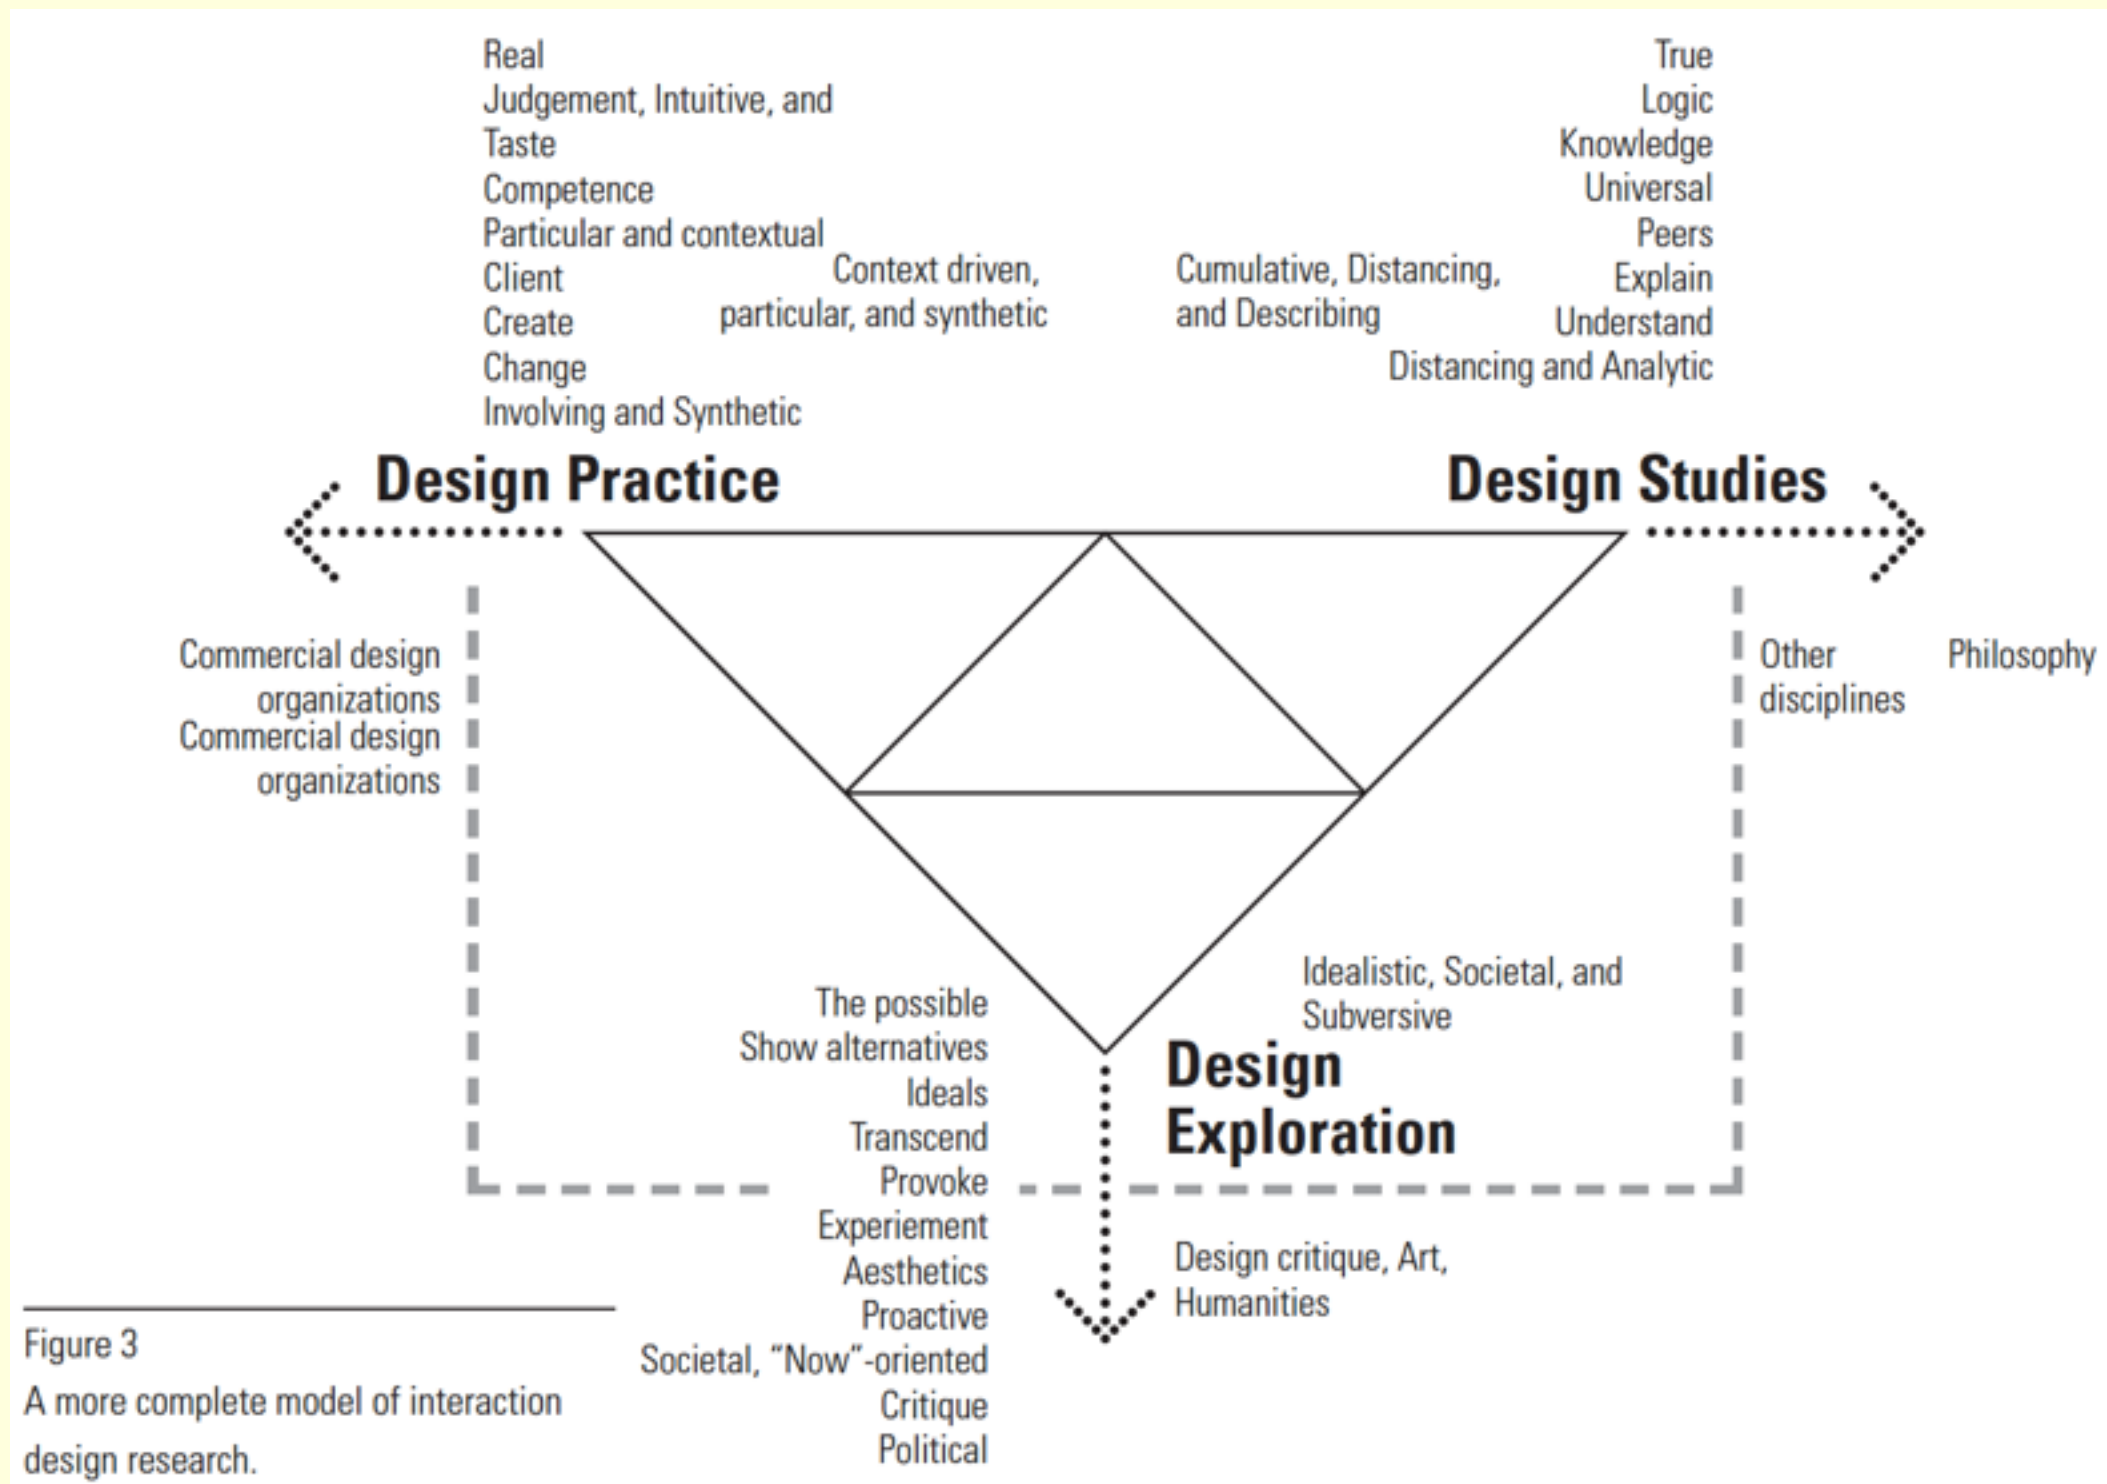 Real
Judgement, Intuitive, and
Taste
Competence
Particular and contextual
Client
Create
Change
Involving and Synthetic
Context driven,
particular, and synthetic
Cumulative, Distancing,
and Describing
True
Logic
Knowledge
Universal
Peers
Explain
Understand
Distancing and Analytic
Design Practice
Design Studies
Commercial design
organizations
Commercial design
organizations
Other
disciplines
Philosophy
Idealistic, Societal, and
Subversive
Design
Exploration
The possible
Show alternatives
Ideals
Transcend
Provoke
Experiement
Aesthetics
Proactive
Societal, “Now”-oriented
Critique
Political
Design critique, Art,
Humanities
Figure 3
A more complete model of interaction
design research.